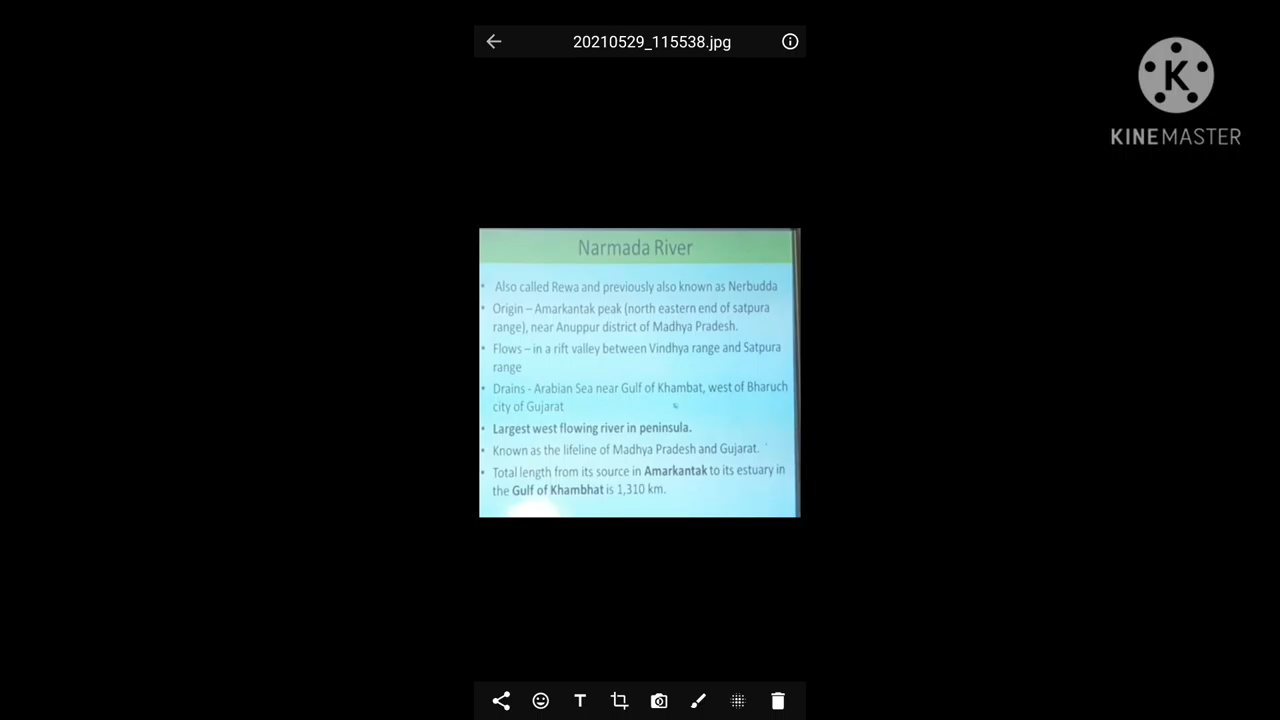 20210529_115538.jpg
K
KINEMASTER
Narmada River
• Also called Rewa and previously also known as Nerbudda
• Origin – Amarkantak peak (north eastern end of satpura
range), near Anuppur district of Madhya Pradesh.
• Flows – in a rift valley between Vindhya range and Satpura
range
• Drains - Arabian Sea near Gulf of Khambat, west of Bharuch
city of Gujarat
• Largest west flowing river in peninsula.
• Known as the lifeline of Madhya Pradesh and Gujarat.
• Total length from its source in Amarkantak to its estuary in
the Gulf of Khambhat is 1,310 km.
T